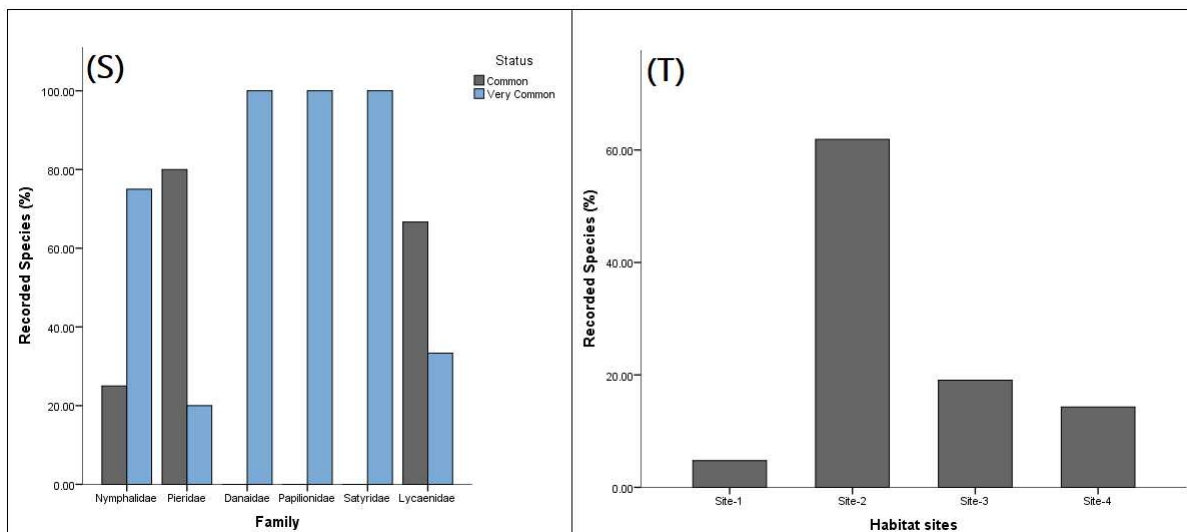 (S)
Status
Common
Very Common
Recorded Species (%)
100.00
80.00
60.00
40.00
20.00
0.00
Nymphalidae Pieridae Danaidae Papilionidae Satyridae Lycaenidae
Family
(T)
Recorded Species (%)
60.00
40.00
20.00
0.00
Site-1 Site-2 Site-3 Site-4
Habitat sites